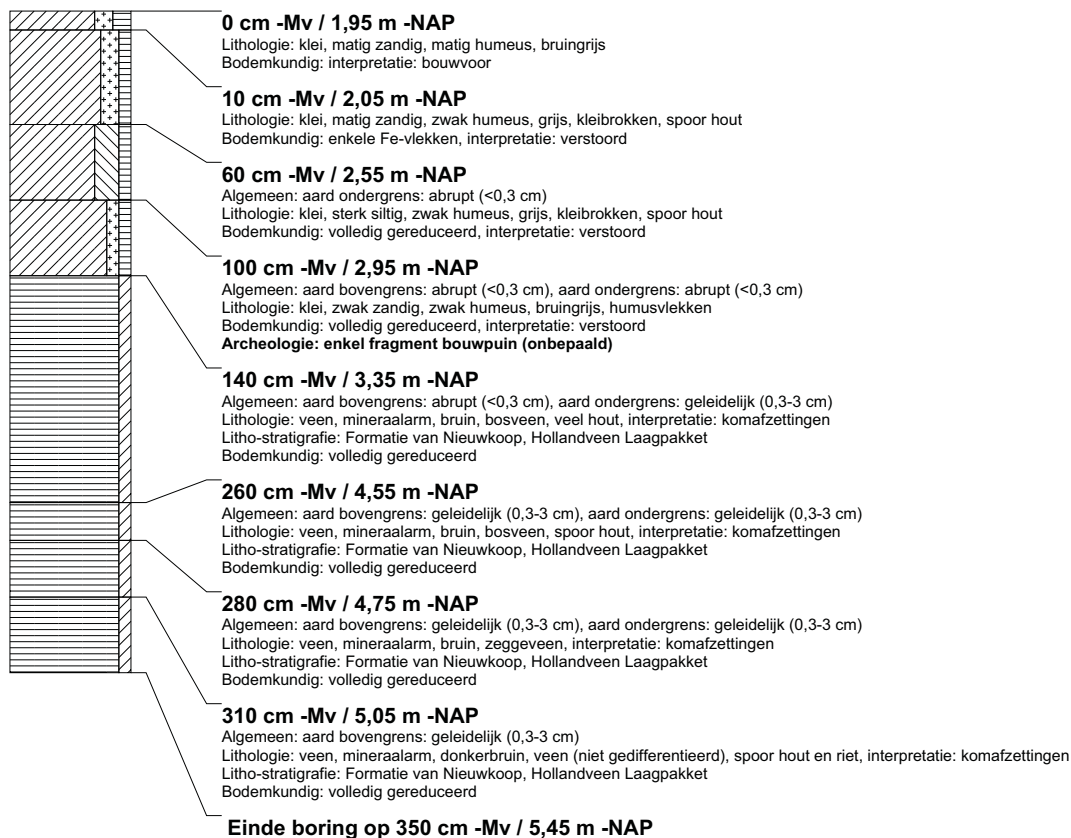 0 cm -Mv / 1,95 m -NAP
Lithologie: klei, matig zandig, matig humeus, bruingrijs
Bodemkundig: interpretatie: bouwvoor
10 cm -Mv / 2,05 m -NAP
Lithologie: klei, matig zandig, zwak humeus, grijs, kleibrokken, spoor hout
Bodemkundig: enkele Fe-vlekken, interpretatie: verstoord
60 cm -Mv / 2,55 m -NAP
Algemeen: aard ondergrens: abrupt (<0,3 cm)
Lithologie: klei, sterk siltig, zwak humeus, grijs, kleibrokken, spoor hout
Bodemkundig: volledig gereduceerd, interpretatie: verstoord
100 cm -Mv / 2,95 m -NAP
Algemeen: aard bovengrens: abrupt (<0,3 cm), aard ondergrens: abrupt (<0,3 cm)
Lithologie: klei, zwak zandig, zwak humeus, bruingrijs, humusvlekken
Bodemkundig: volledig gereduceerd, interpretatie: verstoord
Archeologie: enkel fragment bouwpuin (onbepaald)
140 cm -Mv / 3,35 m -NAP
Algemeen: aard bovengrens: abrupt (<0,3 cm), aard ondergrens: geleidelijk (0,3-3 cm)
Lithologie: veen, mineraalarm, bruin, bosveen, veel hout, interpretatie: komafzettingen
Litho-stratigrafie: Formatie van Nieuwkoop, Hollandveen Laagpakket
Bodemkundig: volledig gereduceerd
260 cm -Mv / 4,55 m -NAP
Algemeen: aard bovengrens: geleidelijk (0,3-3 cm), aard ondergrens: geleidelijk (0,3-3 cm)
Lithologie: veen, mineraalarm, bruin, bosveen, spoor hout, interpretatie: komafzettingen
Litho-stratigrafie: Formatie van Nieuwkoop, Hollandveen Laagpakket
Bodemkundig: volledig gereduceerd
280 cm -Mv / 4,75 m -NAP
Algemeen: aard bovengrens: geleidelijk (0,3-3 cm), aard ondergrens: geleidelijk (0,3-3 cm)
Lithologie: veen, mineraalarm, bruin, zeggeveen, interpretatie: komafzettingen
Litho-stratigrafie: Formatie van Nieuwkoop, Hollandveen Laagpakket
Bodemkundig: volledig gereduceerd
310 cm -Mv / 5,05 m -NAP
Algemeen: aard bovengrens: geleidelijk (0,3-3 cm)
Lithologie: veen, mineraalarm, donkerbruin, veen (niet gedifferentieerd), spoor hout en riet, interpretatie: komafzettingen
Litho-stratigrafie: Formatie van Nieuwkoop, Hollandveen Laagpakket
Bodemkundig: volledig gereduceerd
Einde boring op 350 cm -Mv / 5,45 m -NAP